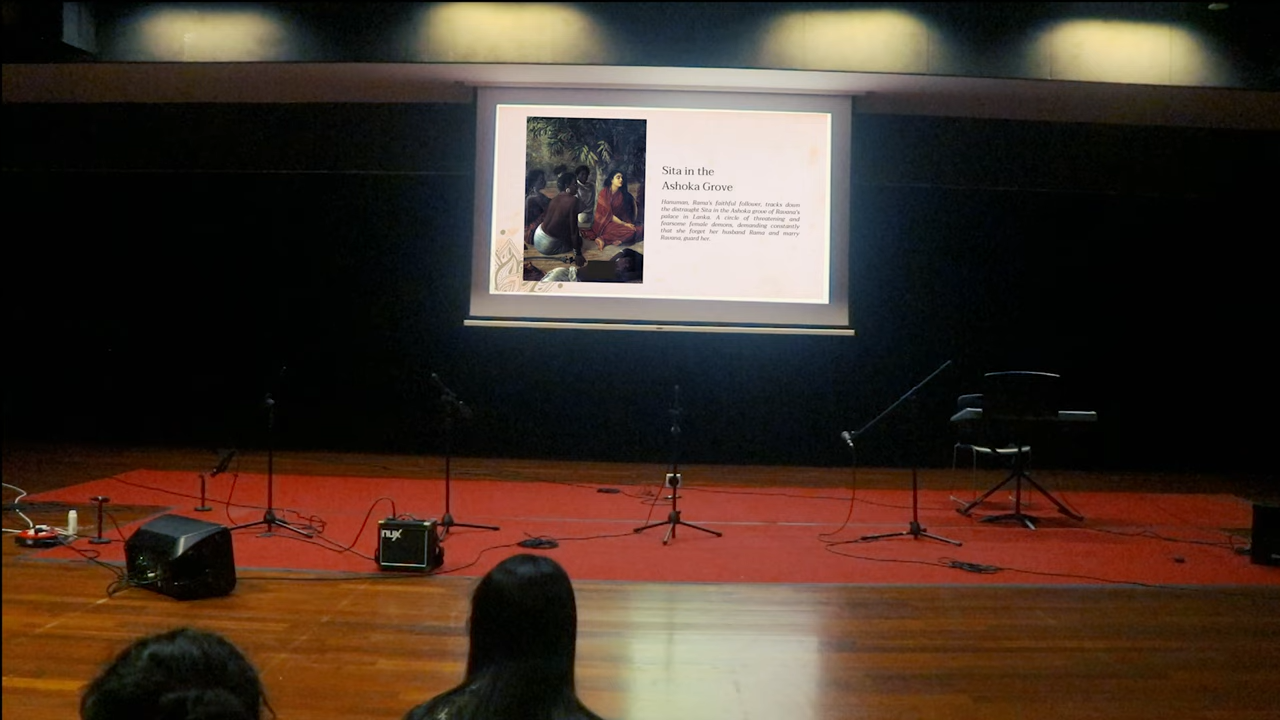 Sita in the
Ashoka Grove
Hanuman, Rama's faithful follower, tracks down
the distraught Sita in the Ashoka grove of Ravana's
palace in Lanka. A circle of threatening and
fearsome female demons, demanding constantly
that she forget her husband Rama and marry
Ravana, guard her.
nux